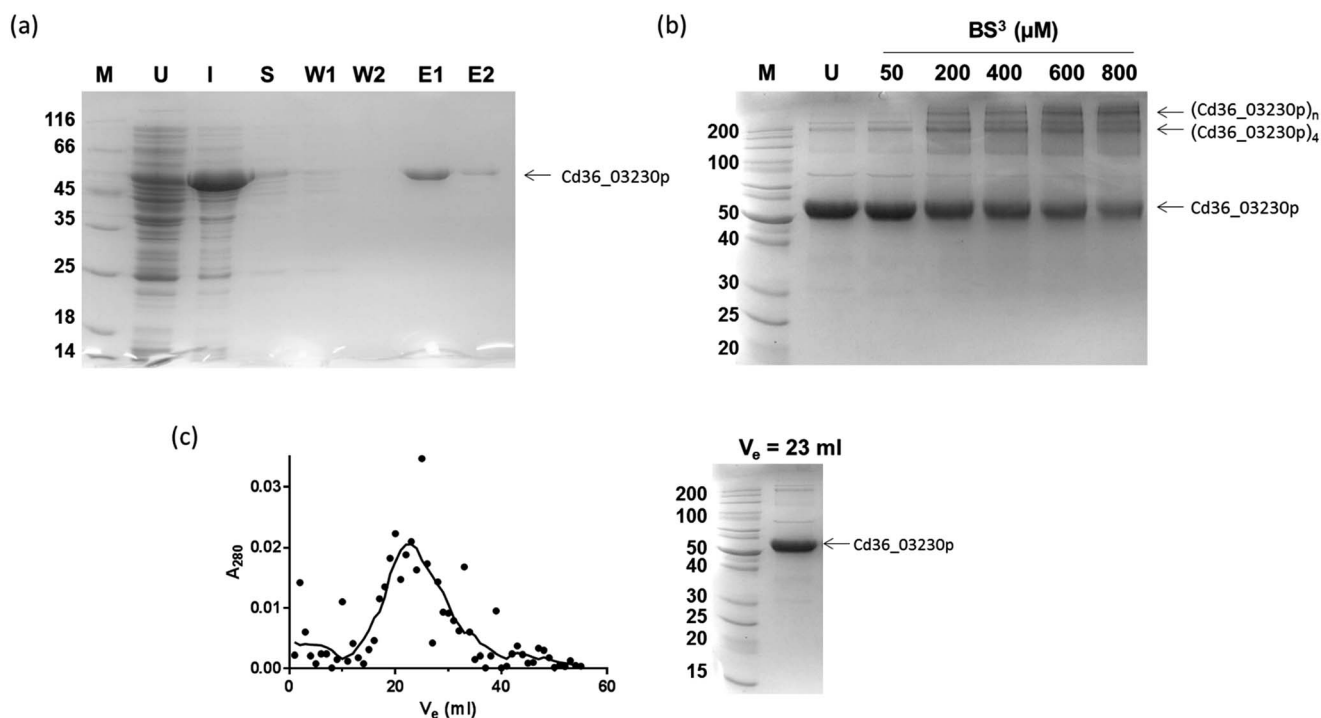 (a)
M U I S W1 W2 E1 E2
116
66
45
35
25
18
14
Cd36_03230p
(b)
BS³ (µM)
M U 50 200 400 600 800
200
100
50
40
30
25
20
(Cd36_03230p)n
(Cd36_03230p)4
Cd36_03230p
(c)
A280
0.03
0.02
0.01
0.00
0 20 40 60
Ve (ml)
Ve = 23 ml
200
100
50
40
30
25
20
15
Cd36_03230p